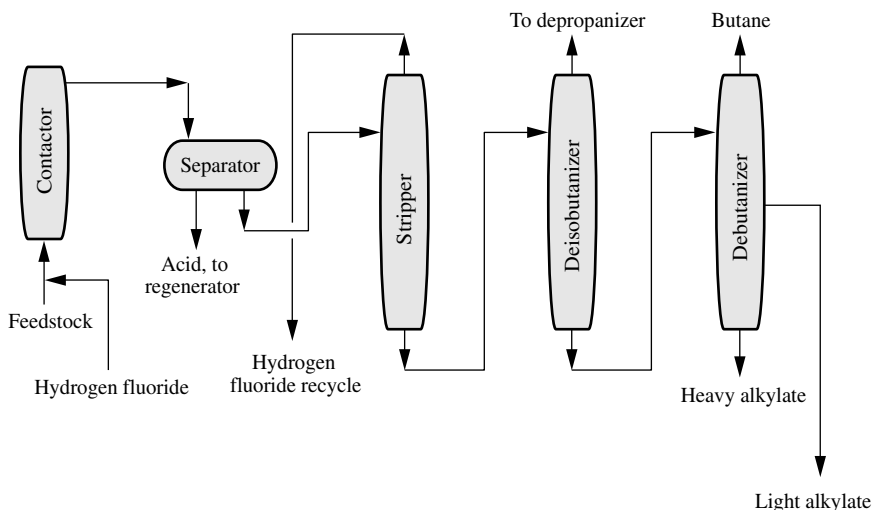 To depropanizer
Butane
Contactor
Separator
Stripper
Deisobutanizer
Debutanizer
Acid, to
regenerator
Feedstock
Hydrogen fluoride
Hydrogen
fluoride recycle
Heavy alkylate
Light alkylate